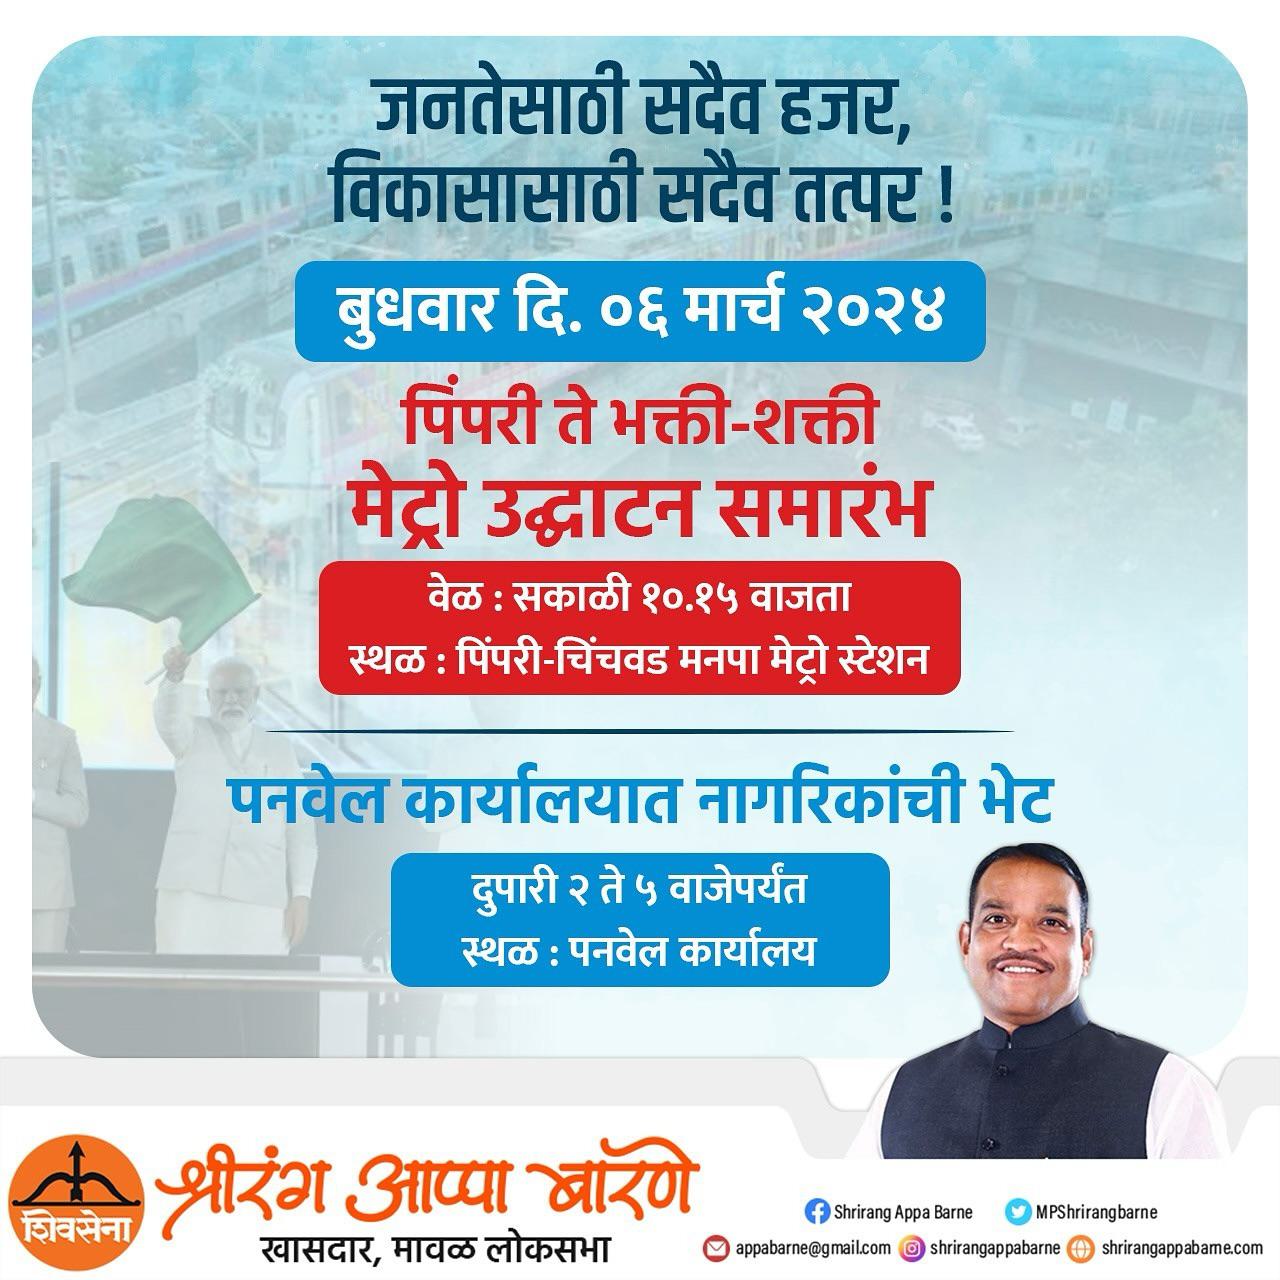 जनतेसाठी सदैव हजर,
विकासासाठी सदैव तत्पर !
बुधवार दि. ०६ मार्च २०२४
पिंपरी ते भक्ती-शक्ती
मेट्रो उद्घाटन समारंभ
वेळ : सकाळी १०.१५ वाजता
स्थळ : पिंपरी-चिंचवड मनपा मेट्रो स्टेशन
पनवेल कार्यालयात नागरिकांची भेट
दुपारी २ ते ५ वाजेपर्यंत
स्थळ : पनवेल कार्यालय
शिवसेना
श्रीरंग आप्पा बारणे
खासदार, मावळ लोकसभा
Shrirang Appa Barne MPShrirangbarne
appabarne@gmail.com shrirangappabarne shrirangappabarne.com